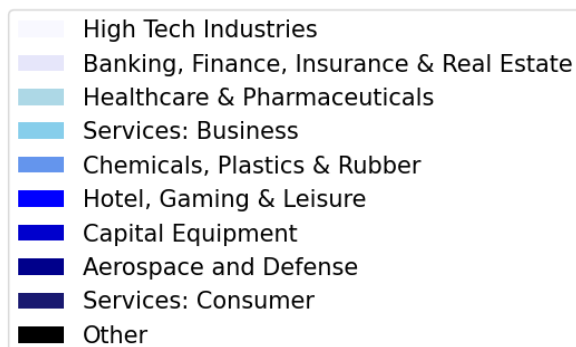 High Tech Industries
Banking, Finance, Insurance & Real Estate
Healthcare & Pharmaceuticals
Services: Business
Chemicals, Plastics & Rubber
Hotel, Gaming & Leisure
Capital Equipment
Aerospace and Defense
Services: Consumer
Other